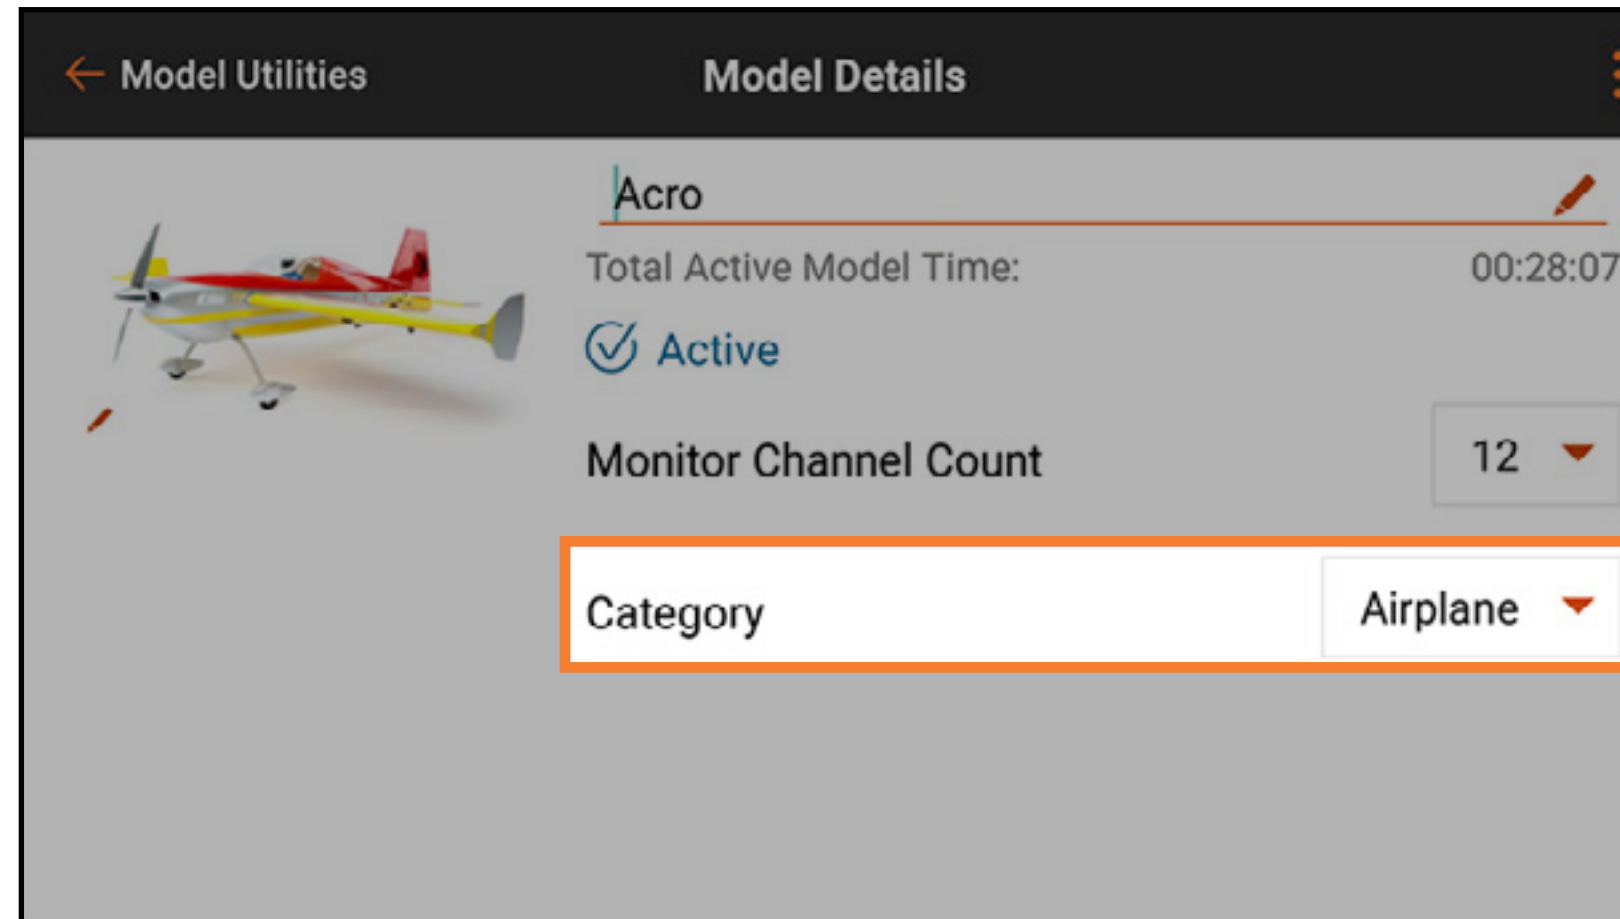 Model Utilities
Model Details
Acro
Total Active Model Time: 00:28:07
Active
Monitor Channel Count 12
Category Airplane